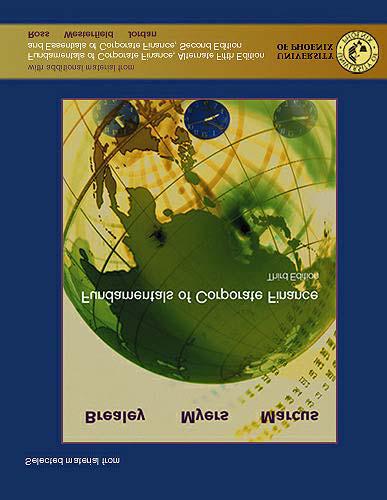 Selected material from
Brealey Myers Marcus
Fundamentals of Corporate Finance
Third Edition
with additional material from
Fundamentals of Corporate Finance, Alternate Fifth Edition
and Essentials of Corporate Finance, Second Edition
Ross Westerfield Jordan
UNIVERSITY
OF PHOENIX